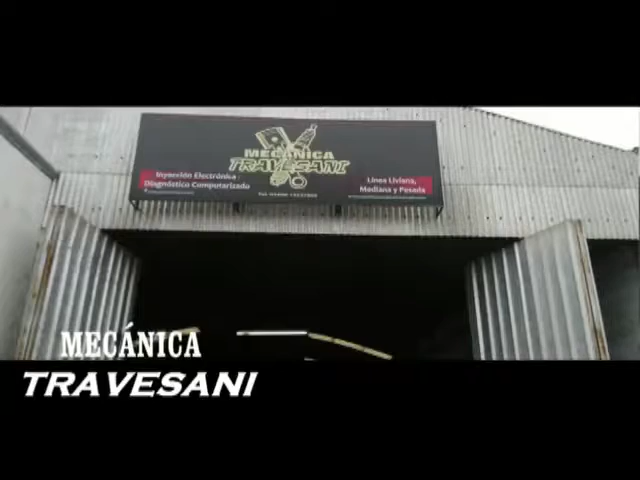 MECÁNICA
TRAVESANI
Inyección Electrónica
Diagnóstico Computarizado
Línea Liviana,
Mediana y Pesada
MECÁNICA
TRAVESANI